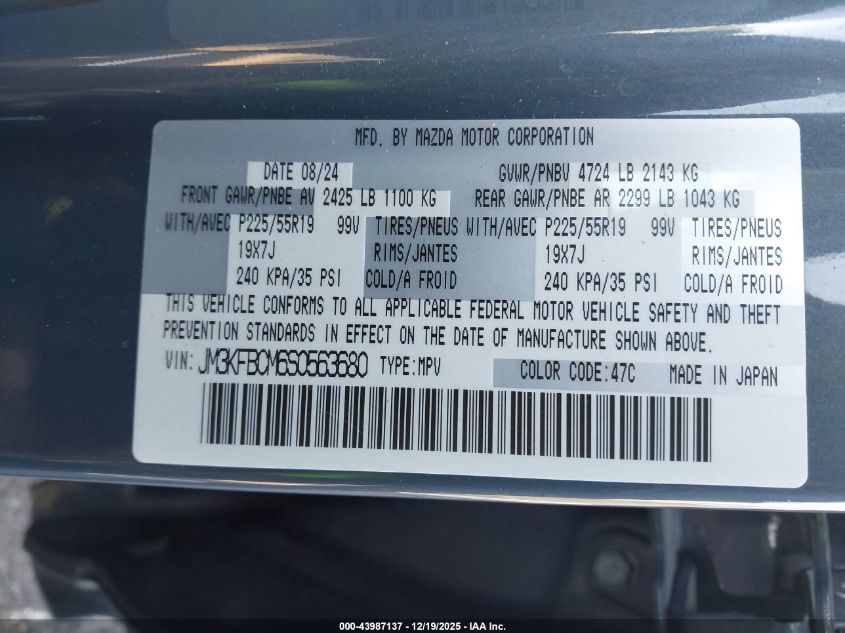 MFD. BY MAZDA MOTOR CORPORATION
DATE 08/24 GVWR/PNBV 4724 LB 2143 KG
FRONT GAWR/PNBE AV 2425 LB 1100 KG REAR GAWR/PNBE AR 2299 LB 1043 KG
WITH/AVEC P225/55R19 99V TIRES/PNEUS WITH/AVEC P225/55R19 99V TIRES/PNEUS
19X7J RIMS/JANTES 19X7J RIMS/JANTES
240 KPA/35 PSI COLD/A FROID 240 KPA/35 PSI COLD/A FROID
THIS VEHICLE CONFORMS TO ALL APPLICABLE FEDERAL MOTOR VEHICLE SAFETY AND THEFT
PREVENTION STANDARDS IN EFFECT ON THE DATE OF MANUFACTURE SHOWN ABOVE.
VIN: JM3KFBCM6S0563680 TYPE:MPV COLOR CODE:47C MADE IN JAPAN
000-43987137 - 12/19/2025 - IAA Inc.